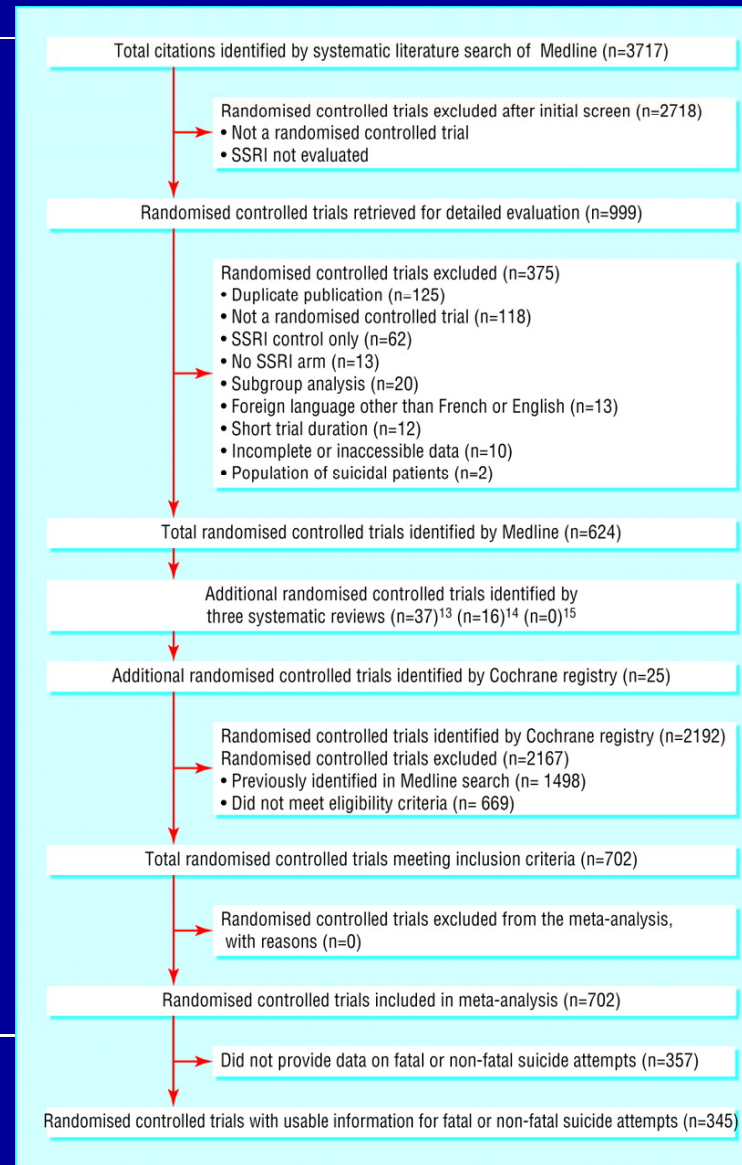 Total citations identified by systematic literature search of Medline (n=3717)
Randomised controlled trials excluded after initial screen (n=2718)
• Not a randomised controlled trial
• SSRI not evaluated
Randomised controlled trials retrieved for detailed evaluation (n=999)
Randomised controlled trials excluded (n=375)
• Duplicate publication (n=125)
• Not a randomised controlled trial (n=118)
• SSRI control only (n=62)
• No SSRI arm (n=13)
• Subgroup analysis (n=20)
• Foreign language other than French or English (n=13)
• Short trial duration (n=12)
• Incomplete or inaccessible data (n=10)
• Population of suicidal patients (n=2)
Total randomised controlled trials identified by Medline (n=624)
Additional randomised controlled trials identified by
three systematic reviews (n=37)¹³ (n=16)¹⁴ (n=0)¹⁵
Additional randomised controlled trials identified by Cochrane registry (n=25)
Randomised controlled trials identified by Cochrane registry (n=2192)
Randomised controlled trials excluded (n=2167)
• Previously identified in Medline search (n= 1498)
• Did not meet eligibility criteria (n= 669)
Total randomised controlled trials meeting inclusion criteria (n=702)
Randomised controlled trials excluded from the meta-analysis,
with reasons (n=0)
Randomised controlled trials included in meta-analysis (n=702)
Did not provide data on fatal or non-fatal suicide attempts (n=357)
Randomised controlled trials with usable information for fatal or non-fatal suicide attempts (n=345)